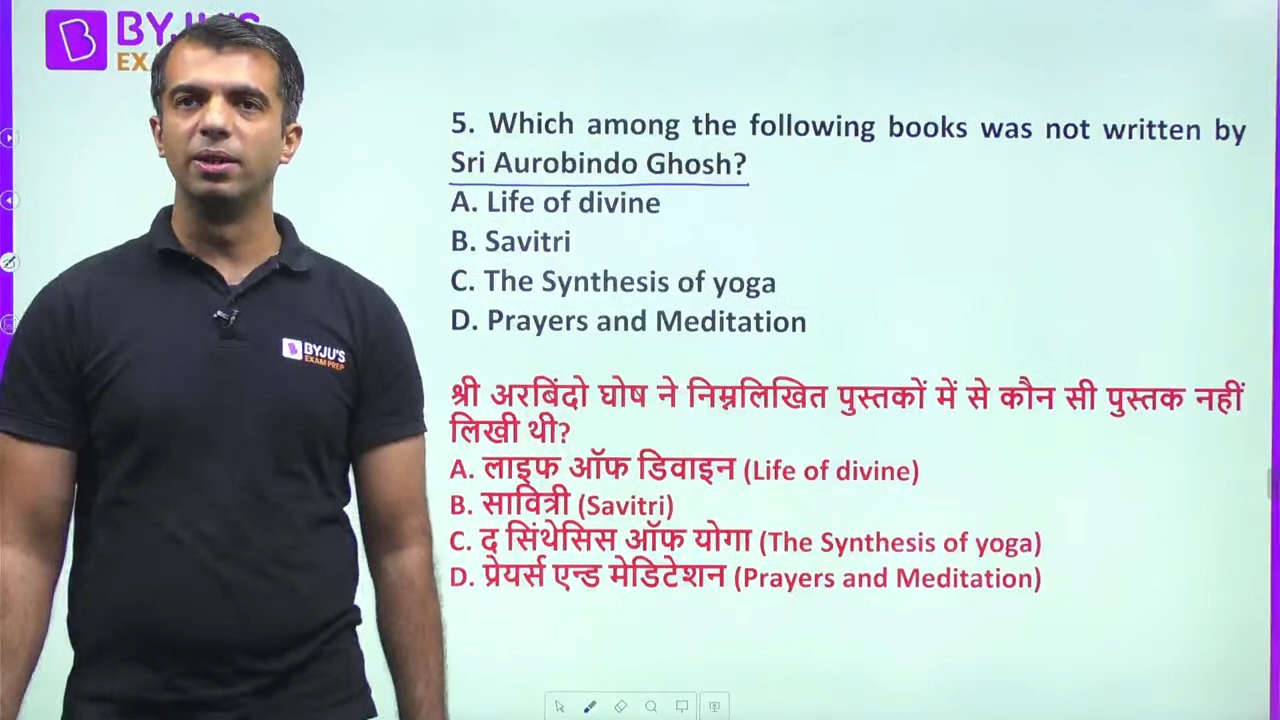 BYJU'S
EXA
5. Which among the following books was not written by
Sri Aurobindo Ghosh?
A. Life of divine
B. Savitri
C. The Synthesis of yoga
D. Prayers and Meditation
श्री अरबिंदो घोष ने निम्नलिखित पुस्तकों में से कौन सी पुस्तक नहीं
लिखी थी?
A. लाइफ ऑफ डिवाइन (Life of divine)
B. सावित्री (Savitri)
C. द सिंथेसिस ऑफ योगा (The Synthesis of yoga)
D. प्रेयर्स एन्ड मेडिटेशन (Prayers and Meditation)
BYJU'S
EXAM PREP